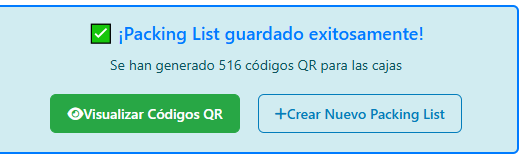 ✅ ¡Packing List guardado exitosamente!
Se han generado 516 códigos QR para las cajas
Visualizar Códigos QR
+Crear Nuevo Packing List